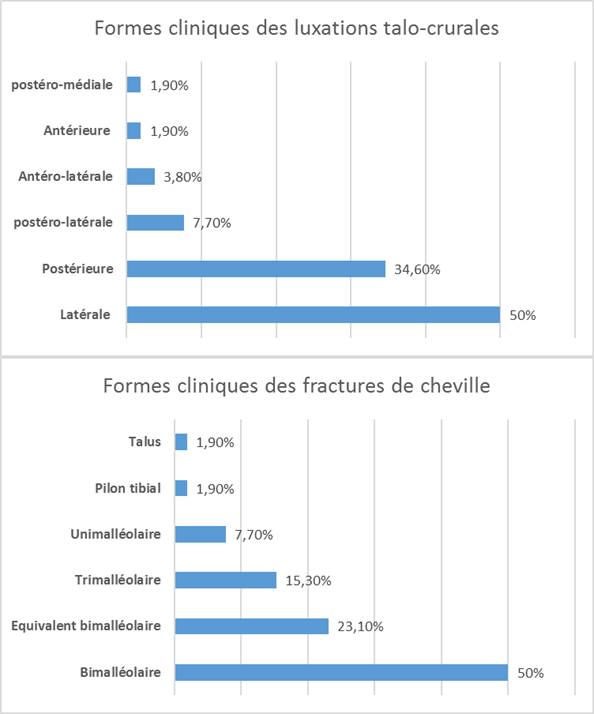 Formes cliniques des luxations talo-crurales
postéro-médiale 1,90%
Antérieure 1,90%
Antéro-latérale 3,80%
postéro-latérale 7,70%
Postérieure 34,60%
Latérale 50%
Formes cliniques des fractures de cheville
Talus 1,90%
Pilon tibial 1,90%
Unimalléolaire 7,70%
Trimalléolaire 15,30%
Equivalent bimalléolaire 23,10%
Bimalléolaire 50%